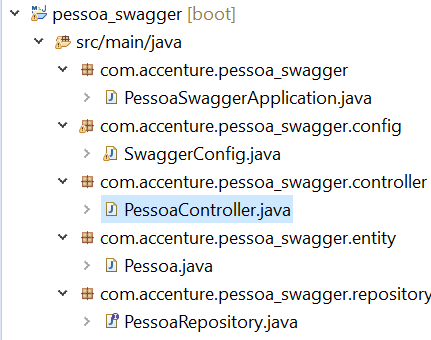 pessoa_swagger [boot]
src/main/java
com.accenture.pessoa_swagger
PessoaSwaggerApplication.java
com.accenture.pessoa_swagger.config
SwaggerConfig.java
com.accenture.pessoa_swagger.controller
PessoaController.java
com.accenture.pessoa_swagger.entity
Pessoa.java
com.accenture.pessoa_swagger.repository
PessoaRepository.java